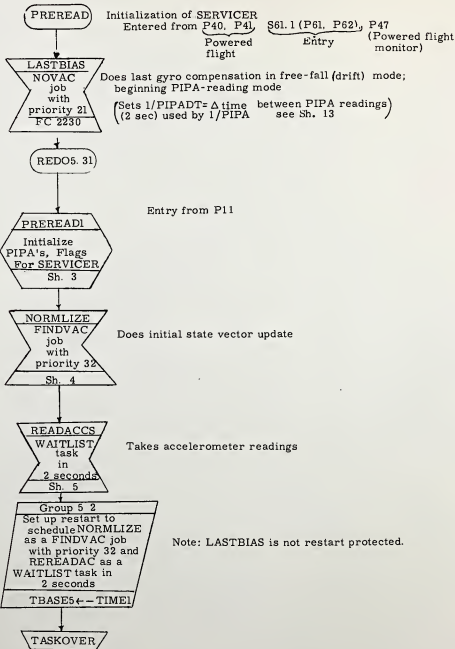 PREREAD
Initialization of SERVICER
Entered from P40, P41, S61.1 (P61, P62), P47
Powered flight
Entry
(Powered flight monitor)
LASTBIAS
NOVAC
job
with
priority 21
FC 2230
Does last gyro compensation in free-fall (drift) mode;
beginning PIPA-reading mode
(Sets 1/PIPADT= Δ time between PIPA readings)
(2 sec) used by 1/PIPA see Sh. 13
REDO5.31
Entry from P11
PREREAD1
Initialize
PIPA's, Flags
For SERVICER
Sh. 3
NORMLIZE
FINDVAC
job
with
priority 32
Sh. 4
Does initial state vector update
READACCS
WAITLIST
task
in
2 seconds
Sh. 5
Takes accelerometer readings
Group 5 2
Set up restart to
schedule NORMLIZE
as a FINDVAC job
with priority 32 and
REREADAC as a
WAITLIST task in
2 seconds
TBASE5←-TIME1
Note: LASTBIAS is not restart protected.
TASKOVER